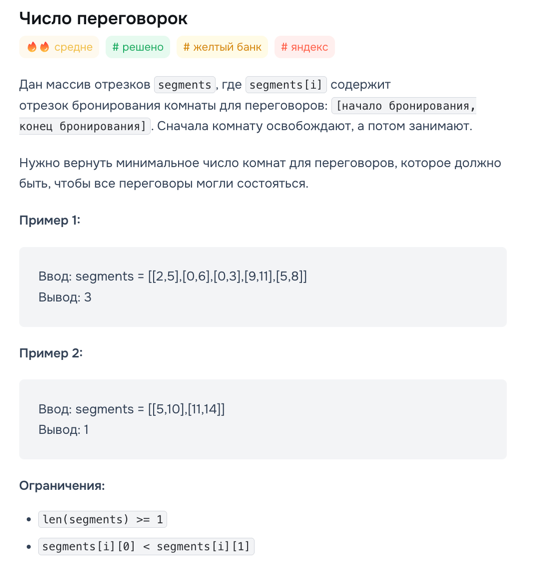 Число переговорок
🔥🔥 средне # решено # желтый банк # яндекс
Дан массив отрезков segments, где segments[i] содержит
отрезок бронирования комнаты для переговоров: [начало бронирования,
конец бронирования]. Сначала комнату освобождают, а потом занимают.
Нужно вернуть минимальное число комнат для переговоров, которое должно
быть, чтобы все переговоры могли состояться.
Пример 1:
Ввод: segments = [[2,5],[0,6],[0,3],[9,11],[5,8]]
Вывод: 3
Пример 2:
Ввод: segments = [[5,10],[11,14]]
Вывод: 1
Ограничения:
• len(segments) >= 1
• segments[i][0] < segments[i][1]